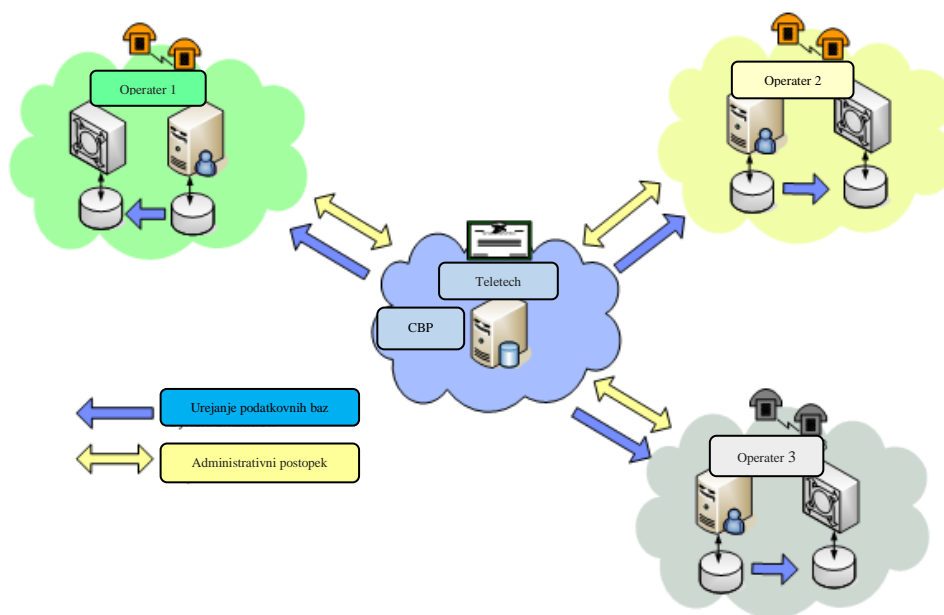 Operater 1
Operater 2
Teletech
CBP
Urejanje podatkovnih baz
Administrativni postopek
Operater 3